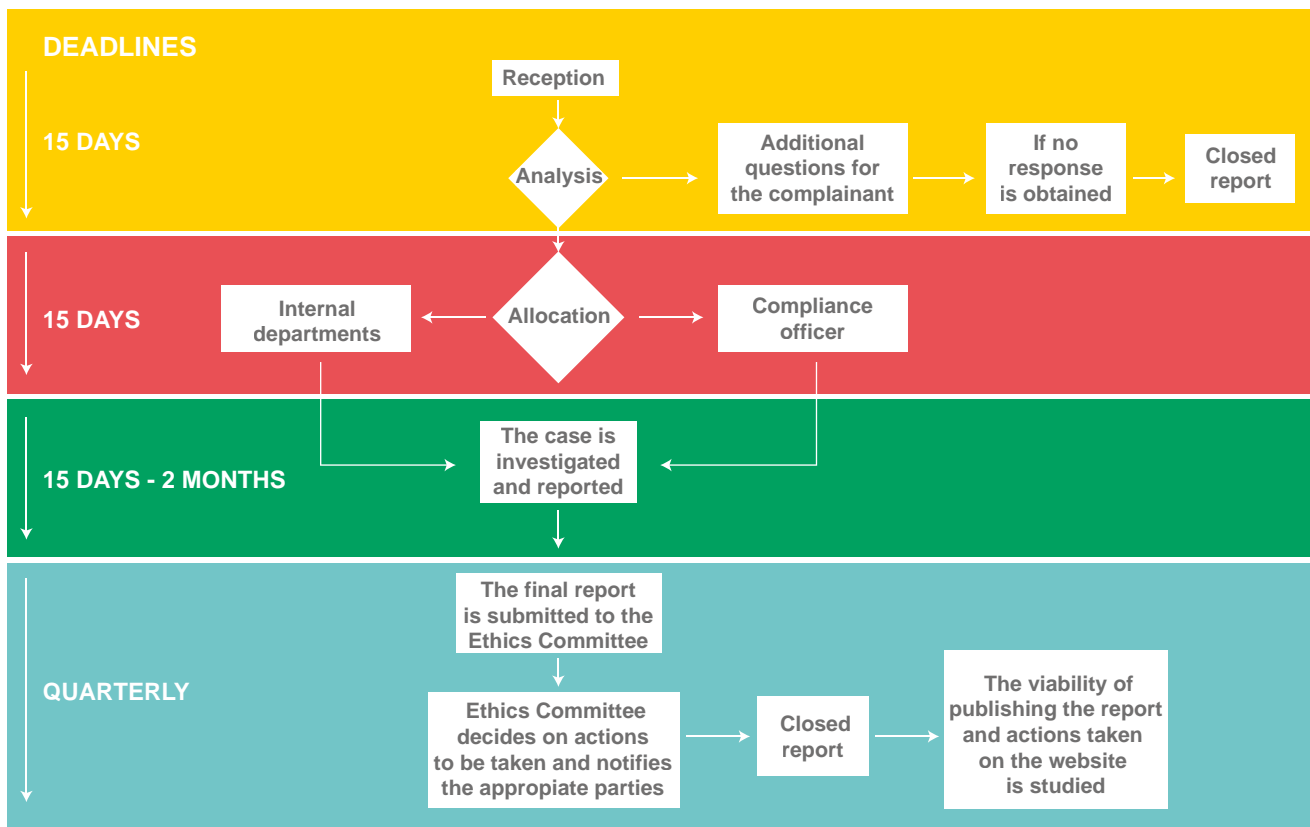 DEADLINES
Reception
15 DAYS
Analysis
Additional
questions for
the complainant
If no
response
is obtained
Closed
report
15 DAYS
Internal
departments
Allocation
Compliance
officer
15 DAYS - 2 MONTHS
The case is
investigated
and reported
The final report
is submitted to the
Ethics Committee
QUARTERLY
Ethics Committee
decides on actions
to be taken and notifies
the appropiate parties
Closed
report
The viability of
publishing the report
and actions taken
on the website
is studied